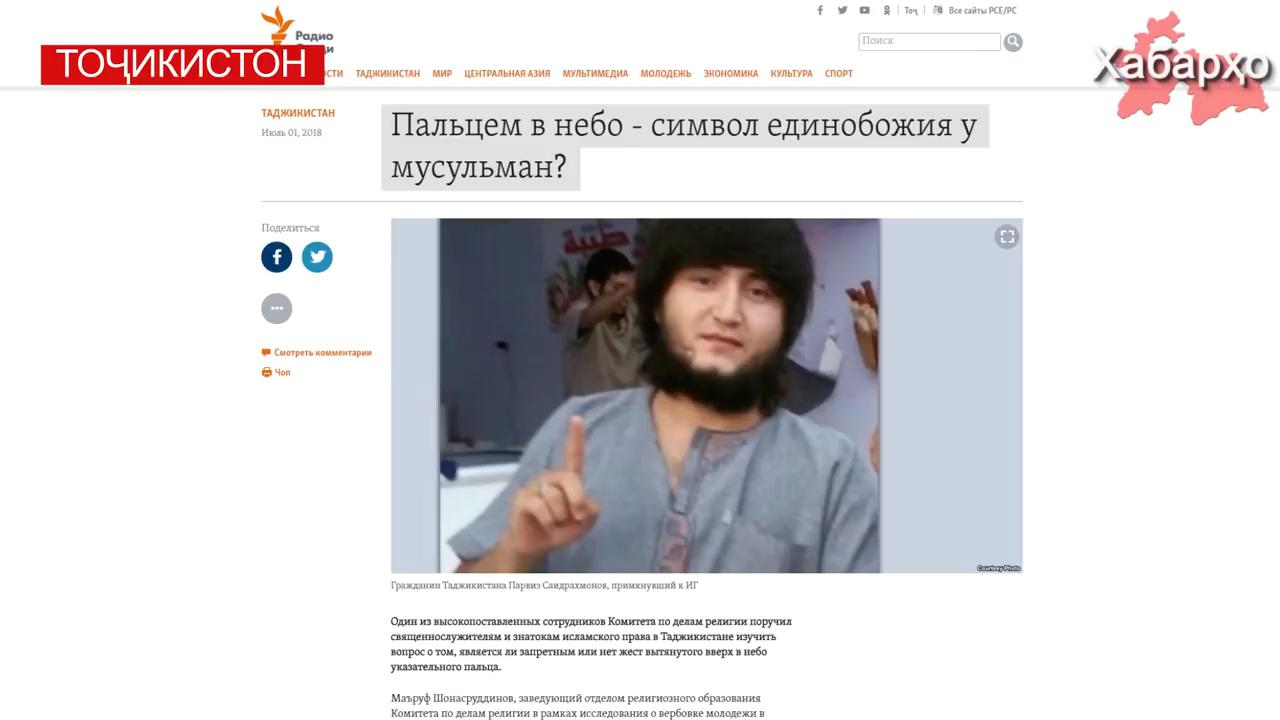 Тоҷ
Все сайты РСЕ/РС
Радио
Поиск
ТОҶИКИСТОН
Хабарҳо
ТАДЖИКИСТАН МИР ЦЕНТРАЛЬНАЯ АЗИЯ МУЛЬТИМЕДИА МОЛОДЕЖЬ ЭКОНОМИКА КУЛЬТУРА СПОРТ
ТАДЖИКИСТАН
Июль 01, 2018
Пальцем в небо - символ единобожия у
мусульман?
Поделиться
Смотреть комментарии
Чоп
طيبة
Courtesy Photo
Гражданин Таджикистана Парвиз Саидрахмонов, примкнувший к ИГ
Один из высокопоставленных сотрудников Комитета по делам религии поручил
священнослужителям и знатокам исламского права в Таджикистане изучить
вопрос о том, является ли запретным или нет жест вытянутого вверх в небо
указательного пальца.
Маъруф Шонасруддинов, заведующий отделом религиозного образования
Комитета по делам религии в рамках исследования о вербовке молодежи в